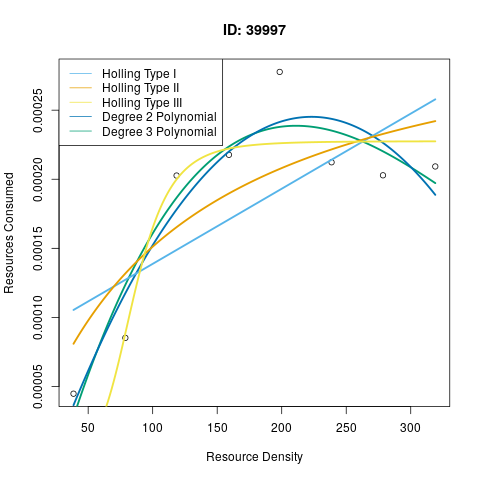 ID: 39997
Holling Type I
Holling Type II
Holling Type III
Degree 2 Polynomial
Degree 3 Polynomial
Resources Consumed
0.00025
0.00020
0.00015
0.00010
0.00005
50 100 150 200 250 300
Resource Density